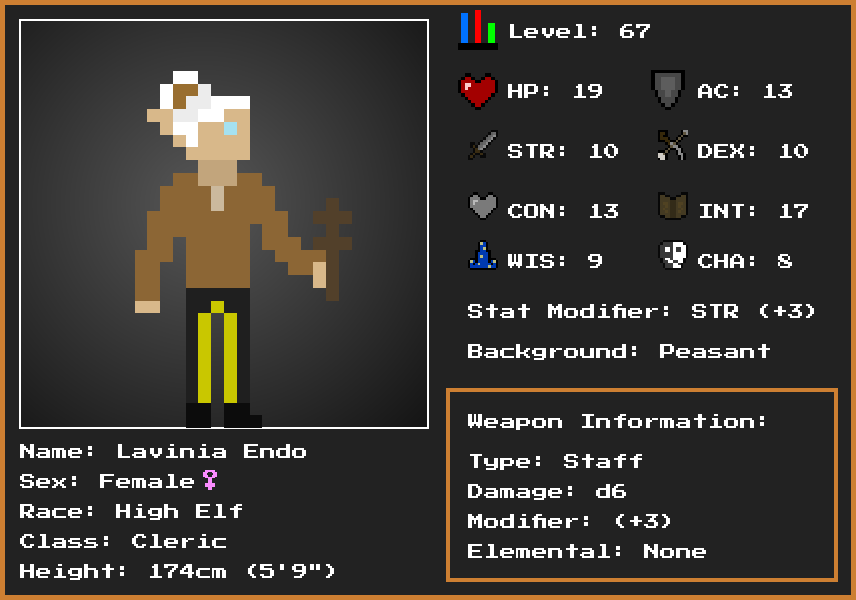 Level: 67
HP: 19
AC: 13
STR: 10
DEX: 10
CON: 13
INT: 17
WIS: 9
CHA: 8
Stat Modifier: STR (+3)
Background: Peasant
Weapon Information:
Type: Staff
Damage: d6
Modifier: (+3)
Elemental: None
Name: Lavinia Endo
Sex: Female♀
Race: High Elf
Class: Cleric
Height: 174cm (5'9")